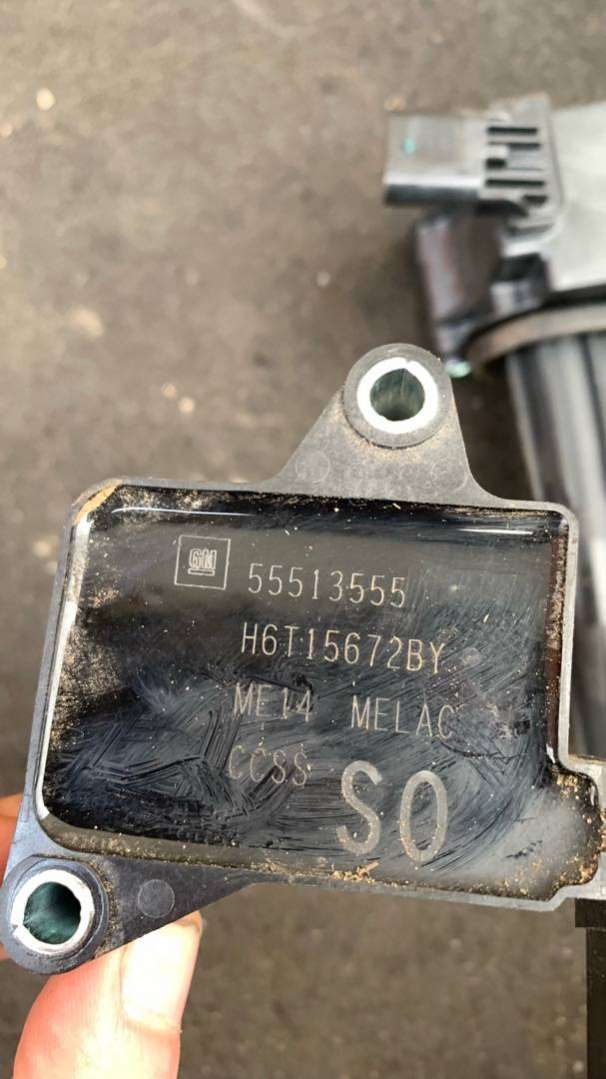 GM 55513555
H6T15672BY
ME14 MELAC
CCSS SO